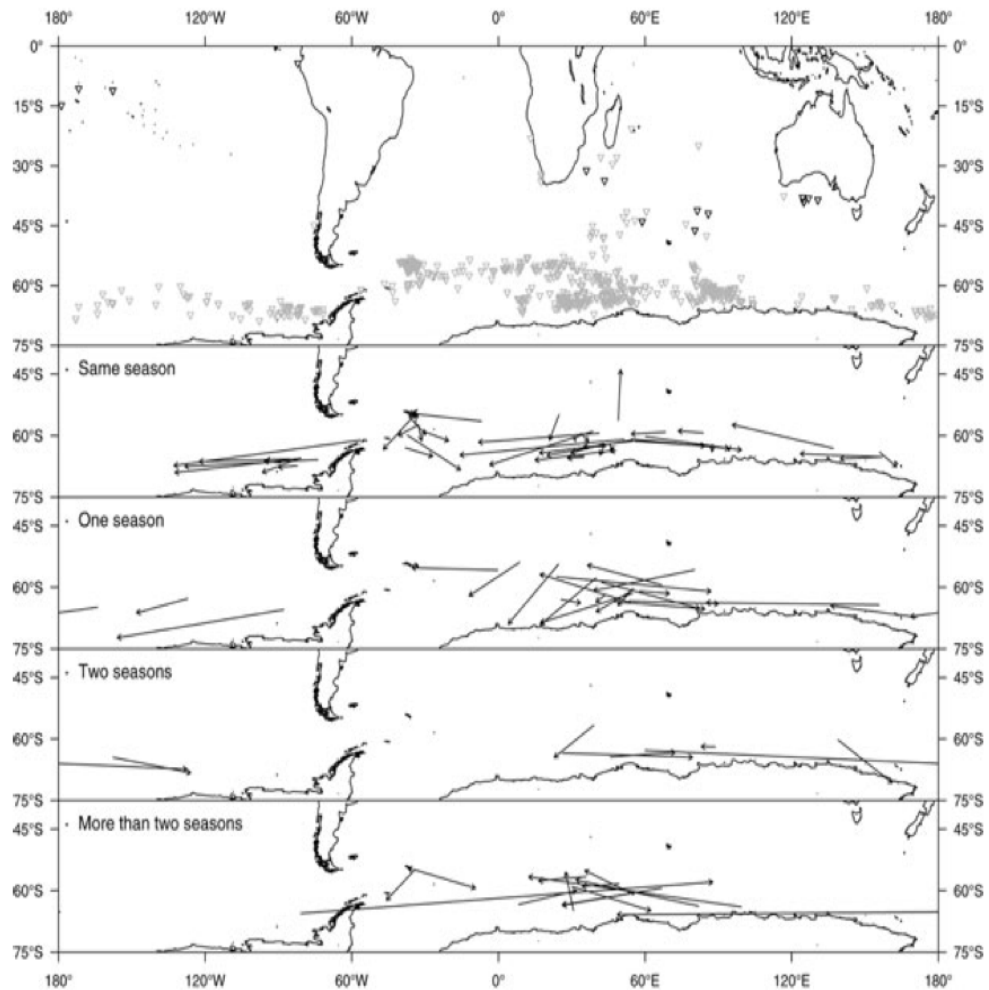 180° 120°W 60°W 0° 60°E 120°E 180°
0° 0°
15°S 15°S
30°S 30°S
45°S 45°S
60°S 60°S
75°S 75°S
Same season
45°S 45°S
60°S 60°S
75°S 75°S
One season
45°S 45°S
60°S 60°S
75°S 75°S
Two seasons
45°S 45°S
60°S 60°S
75°S 75°S
More than two seasons
45°S 45°S
60°S 60°S
75°S 75°S
180° 120°W 60°W 0° 60°E 120°E 180°